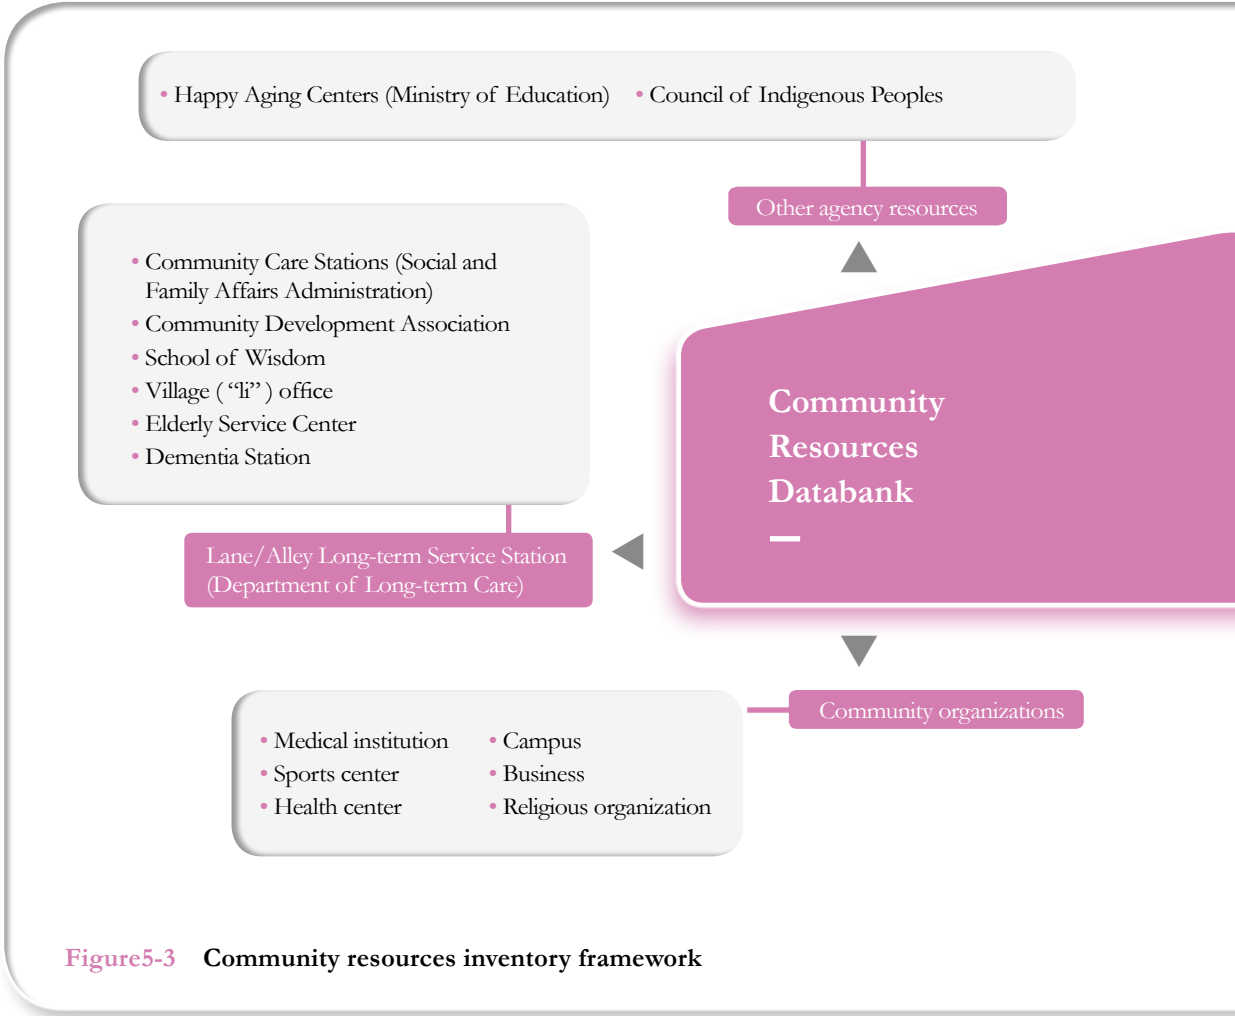 • Happy Aging Centers (Ministry of Education) • Council of Indigenous Peoples
Other agency resources
• Community Care Stations (Social and
Family Affairs Administration)
• Community Development Association
• School of Wisdom
• Village ( “li” ) office
• Elderly Service Center
• Dementia Station
Lane/Alley Long-term Service Station
(Department of Long-term Care)
Community
Resources
Databank
Community organizations
• Medical institution
• Sports center
• Health center
• Campus
• Business
• Religious organization
Figure5-3 Community resources inventory framework